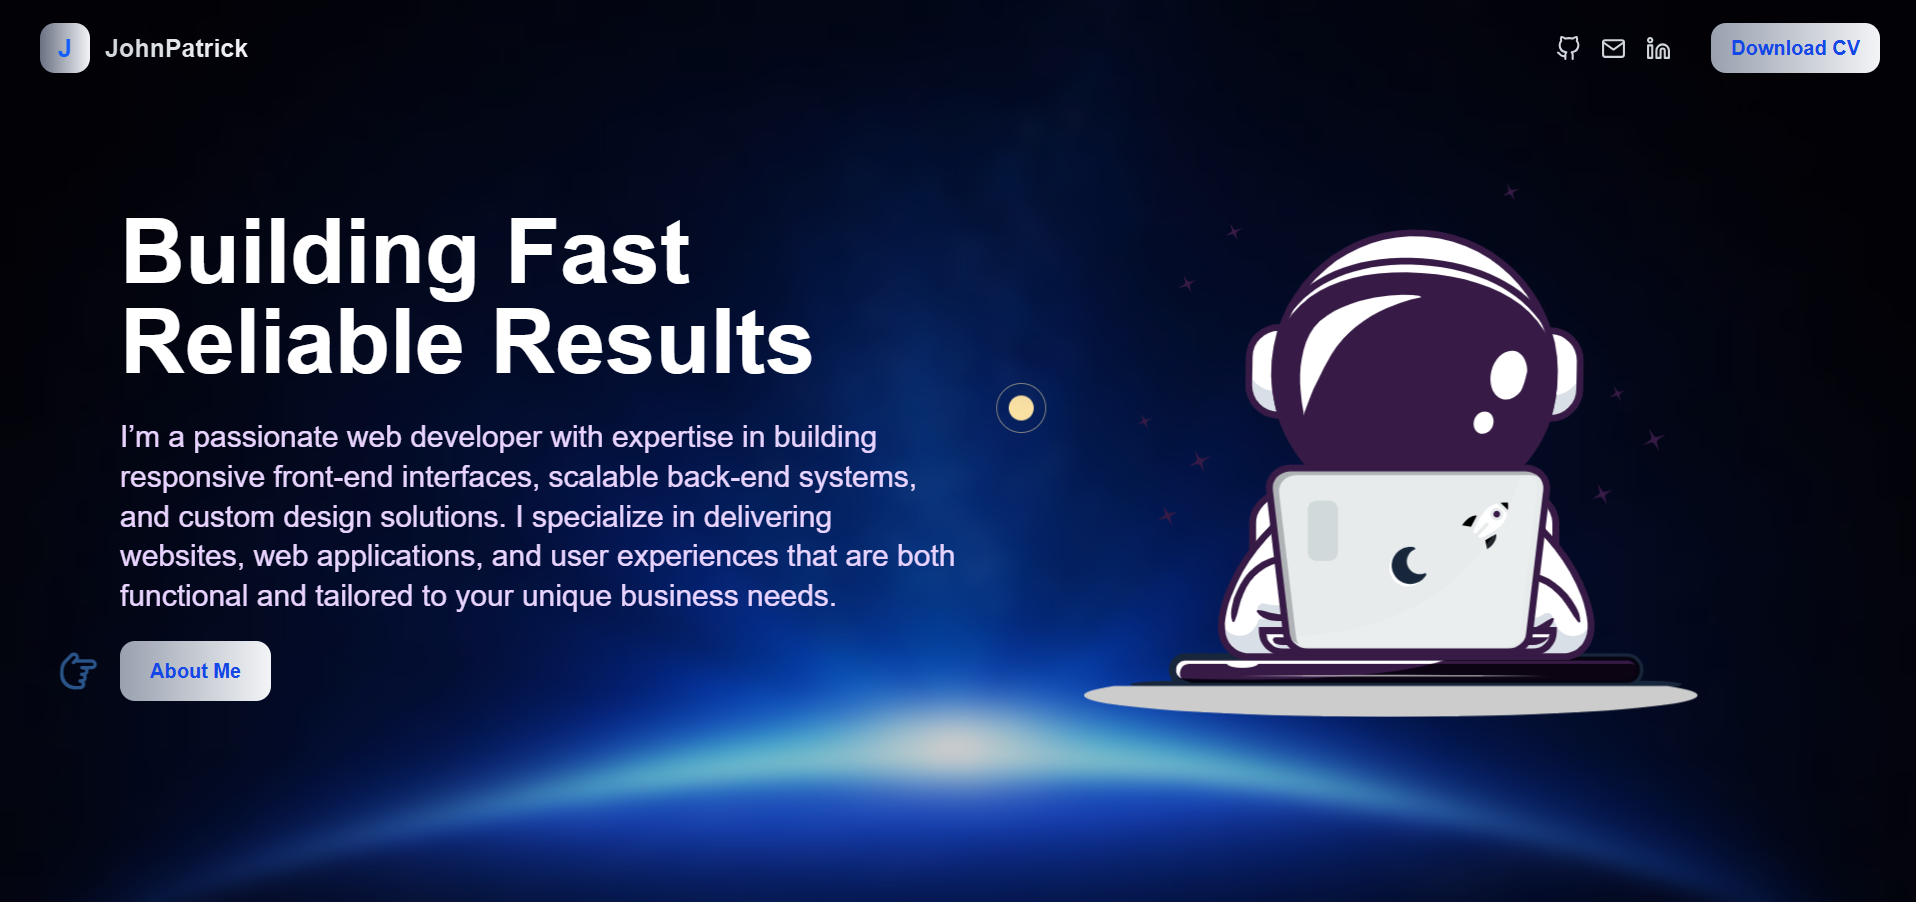 J
JohnPatrick
Download CV
Building Fast
Reliable Results
I’m a passionate web developer with expertise in building
responsive front-end interfaces, scalable back-end systems,
and custom design solutions. I specialize in delivering
websites, web applications, and user experiences that are both
functional and tailored to your unique business needs.
About Me